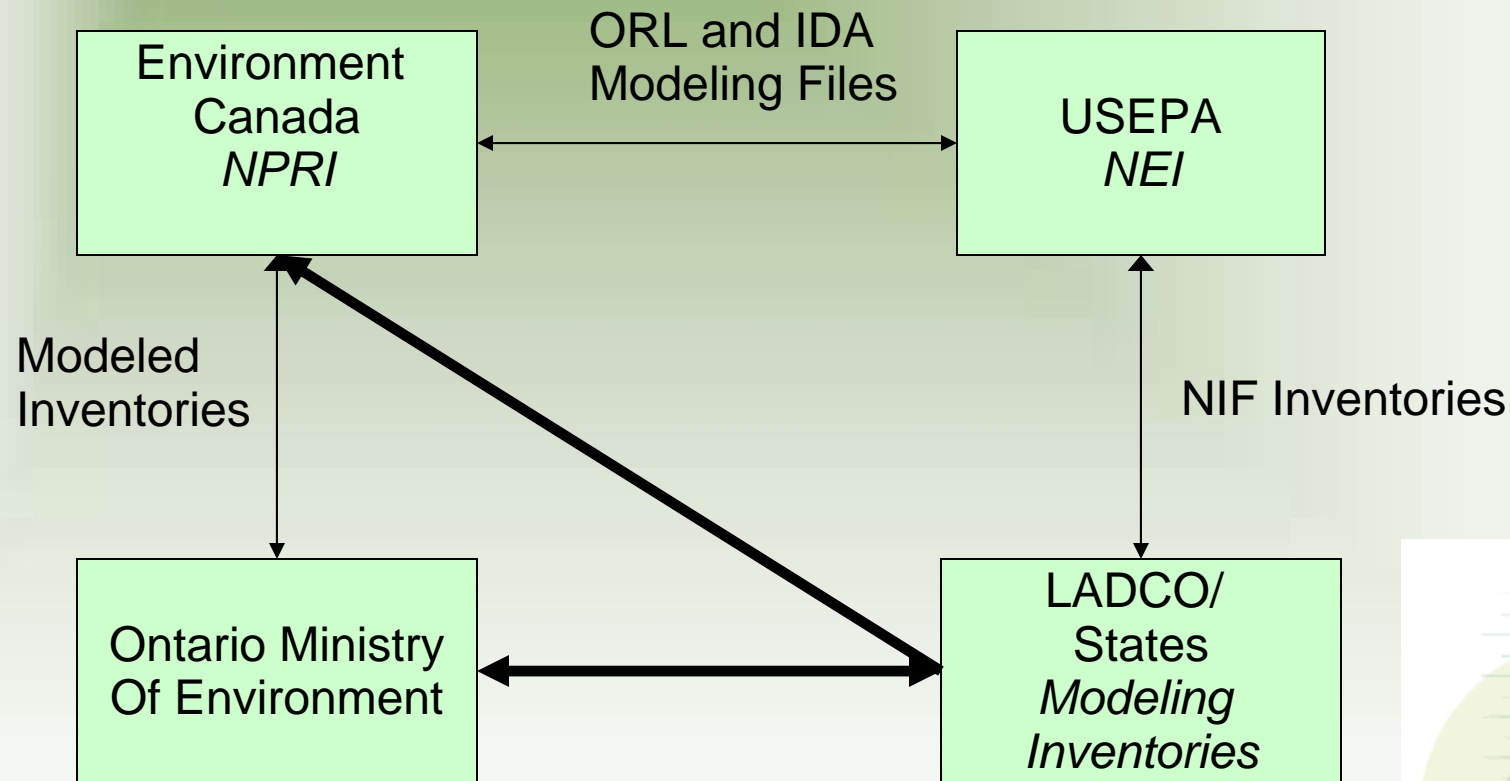 Environment
Canada
NPRI
ORL and IDA
Modeling Files
USEPA
NEI
Modeled
Inventories
NIF Inventories
Ontario Ministry
Of Environment
LADCO/
States
Modeling
Inventories